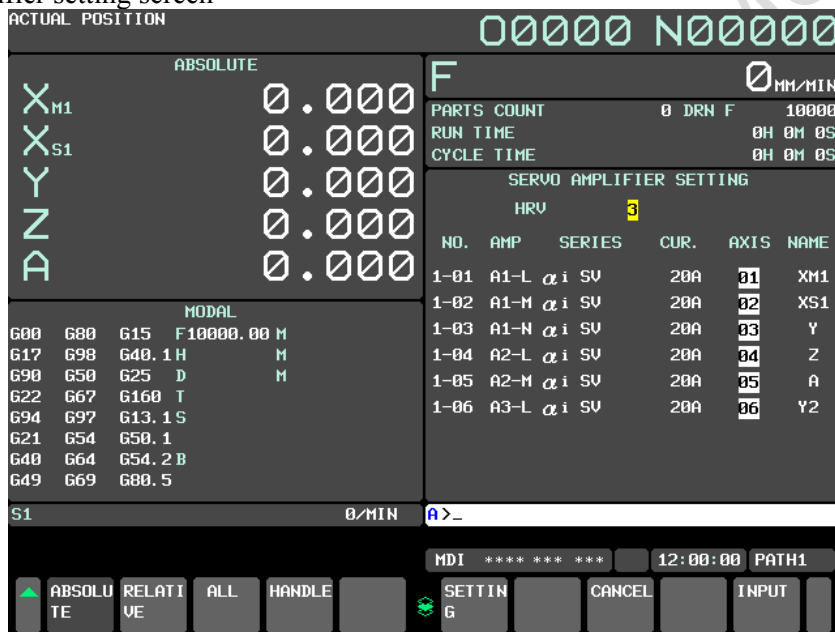 ACTUAL POSITION
O0000 N00000
ABSOLUTE
XM1 0.000
XS1 0.000
Y 0.000
Z 0.000
A 0.000
F 0 MM/MIN
PARTS COUNT 0 DRN F 10000
RUN TIME 0H 0M 0S
CYCLE TIME 0H 0M 0S
SERVO AMPLIFIER SETTING
HRV 3
NO. AMP SERIES CUR. AXIS NAME
1-01 A1-L αi SV 20A 01 XM1
1-02 A1-M αi SV 20A 02 XS1
1-03 A1-N αi SV 20A 03 Y
1-04 A2-L αi SV 20A 04 Z
1-05 A2-M αi SV 20A 05 A
1-06 A3-L αi SV 20A 06 Y2
MODAL
G00 G80 G15 F10000.00 M
G17 G98 G40.1 H M
G90 G50 G25 D M
G22 G67 G160 T
G94 G97 G13.1 S
G21 G54 G50.1
G40 G64 G54.2 B
G49 G69 G80.5
S1 0/MIN
A>_
MDI **** *** *** 12:00:00 PATH1
ABSOLU
TE
RELATI
VE
ALL
HANDLE
SETTIN
G
CANCEL
INPUT